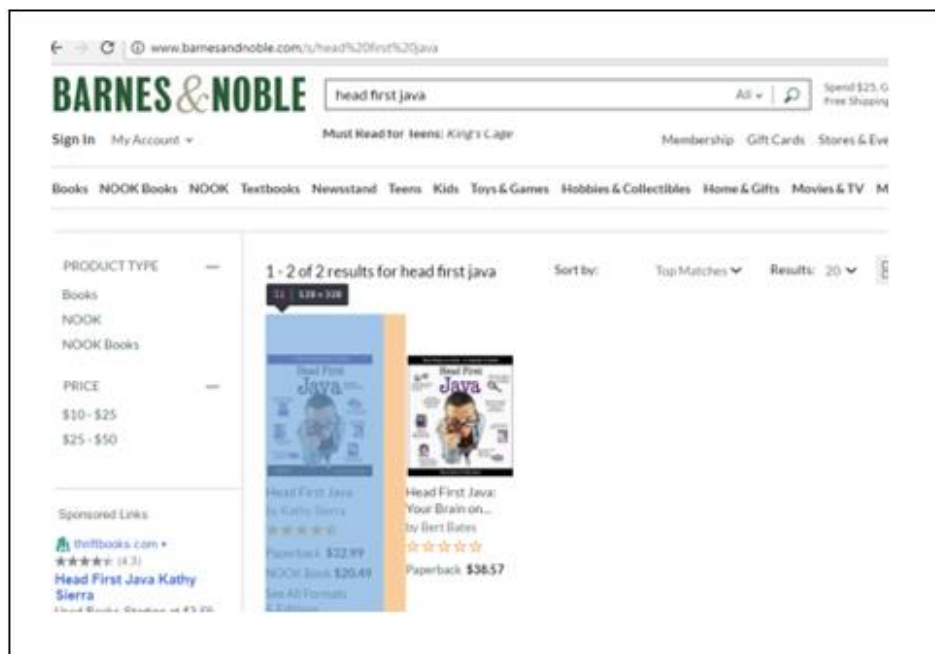 www.barnesandnoble.com/s/head%20first%20java
BARNES & NOBLE
head first java
All
Spend $25, G
Free Shipping
Sign In My Account
Must Read for Teens: King's Cage
Membership Gift Cards Stores & Eve
Books NOOK Books NOOK Textbooks Newsstand Teens Kids Toys & Games Hobbies & Collectibles Home & Gifts Movies & TV M
PRODUCT TYPE
Books
NOOK
NOOK Books
PRICE
$10 - $25
$25 - $50
Sponsored Links
thriftbooks.com
(4.3)
Head First Java Kathy
Sierra
1 - 2 of 2 results for head first java
Sort by: Top Matches Results: 20
Head First
Java
Head First Java
by Kathy Sierra
Paperback $32.99
NOOK Book $20.49
See All Formats
& Editions
Head First
Java
Head First Java:
Your Brain on...
by Bert Bates
Paperback $38.57